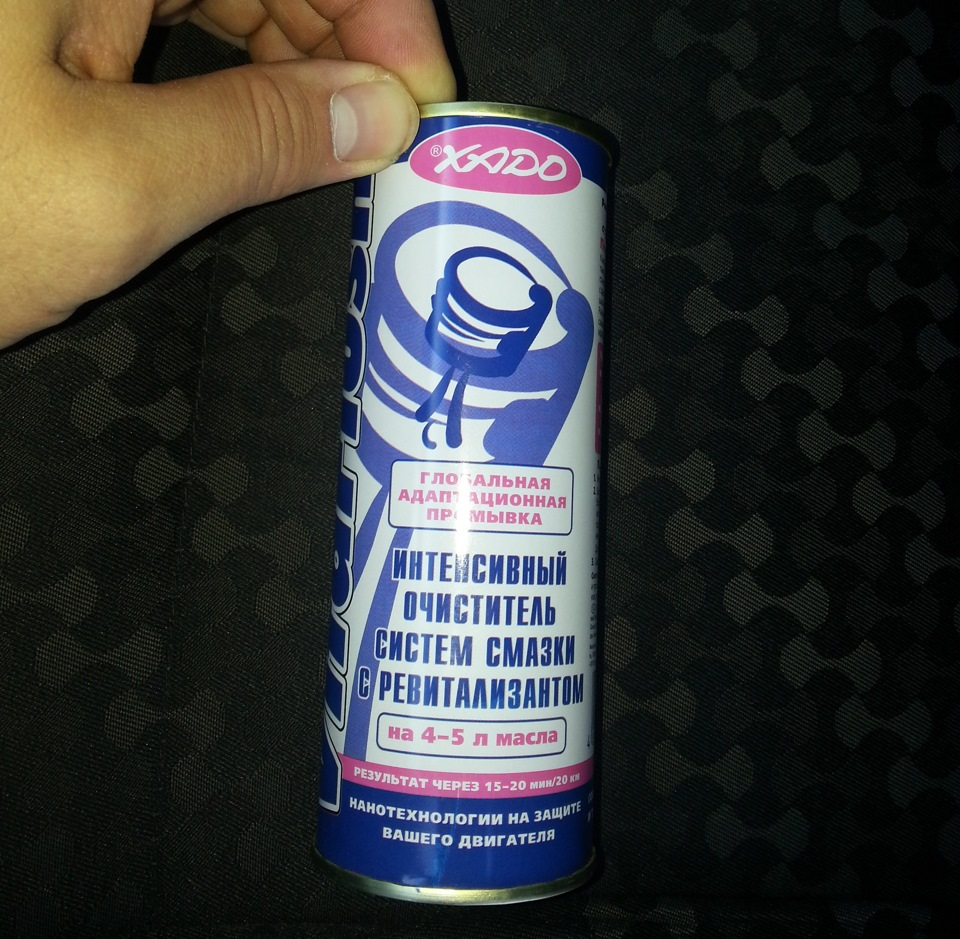 ®XADO
VitaFlush
ГЛОБАЛЬНАЯ
АДАПТАЦИОННАЯ
ПРОМЫВКА
ИНТЕНСИВНЫЙ
ОЧИСТИТЕЛЬ
СИСТЕМ СМАЗКИ
С РЕВИТАЛИЗАНТОМ
на 4-5 л масла
РЕЗУЛЬТАТ ЧЕРЕЗ 15-20 мин/20 км
НАНОТЕХНОЛОГИИ НА ЗАЩИТЕ
ВАШЕГО ДВИГАТЕЛЯ